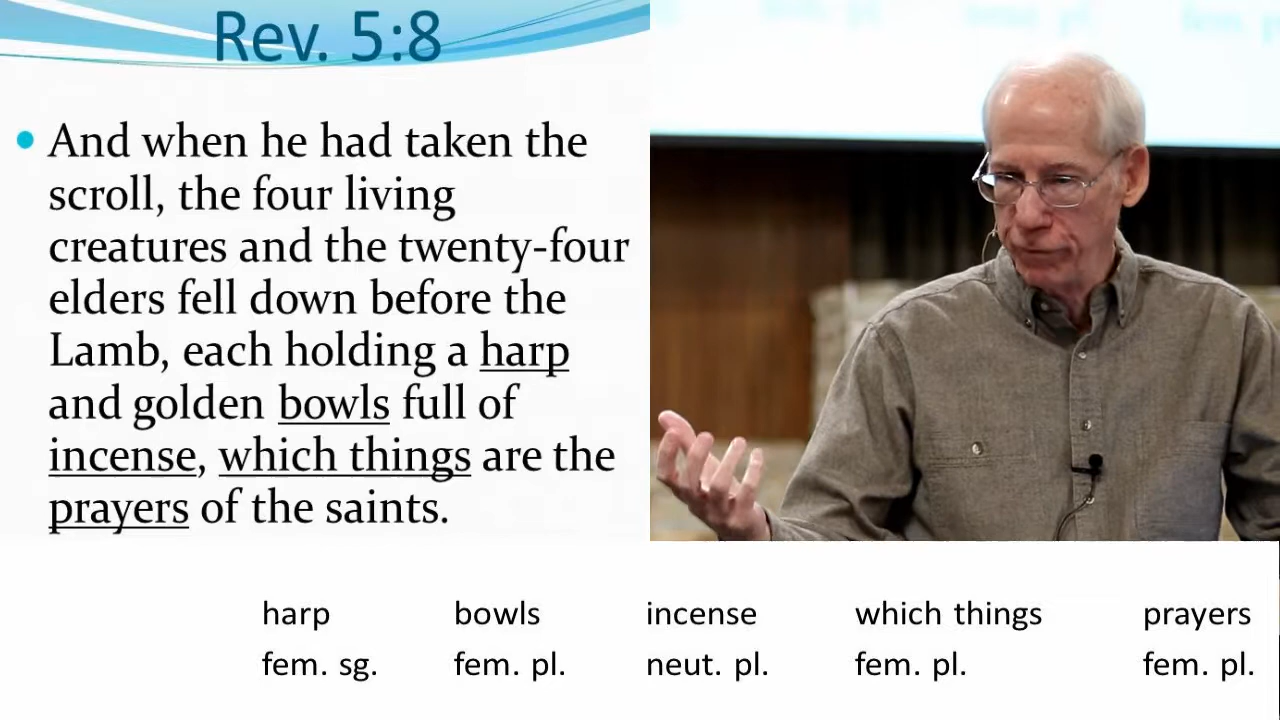 Rev. 5:8
• And when he had taken the
scroll, the four living
creatures and the twenty-four
elders fell down before the
Lamb, each holding a harp
and golden bowls full of
incense, which things are the
prayers of the saints.
harp bowls incense which things prayers
fem. sg. fem. pl. neut. pl. fem. pl. fem. pl.